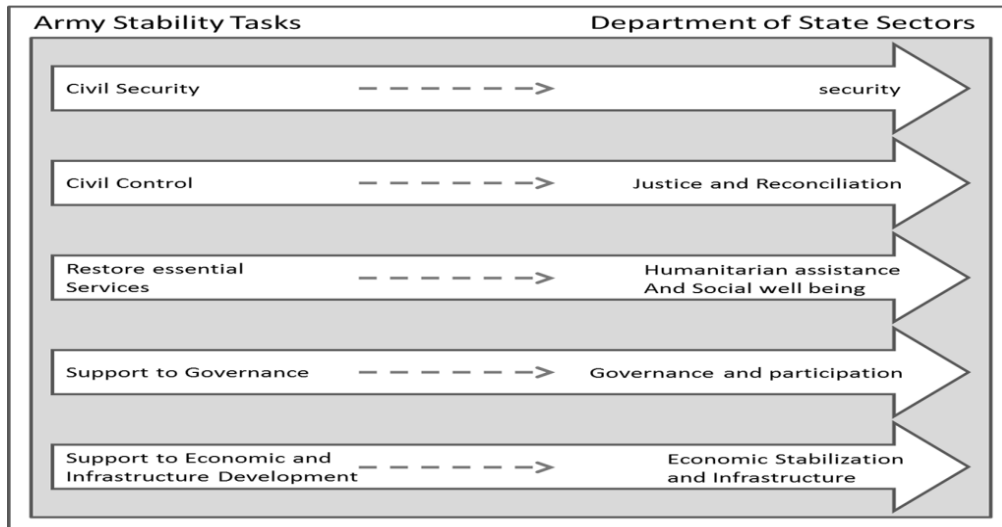 Army Stability Tasks
Department of State Sectors
Civil Security
security
Civil Control
Justice and Reconciliation
Restore essential
Services
Humanitarian assistance
And Social well being
Support to Governance
Governance and participation
Support to Economic and
Infrastructure Development
Economic Stabilization
and Infrastructure